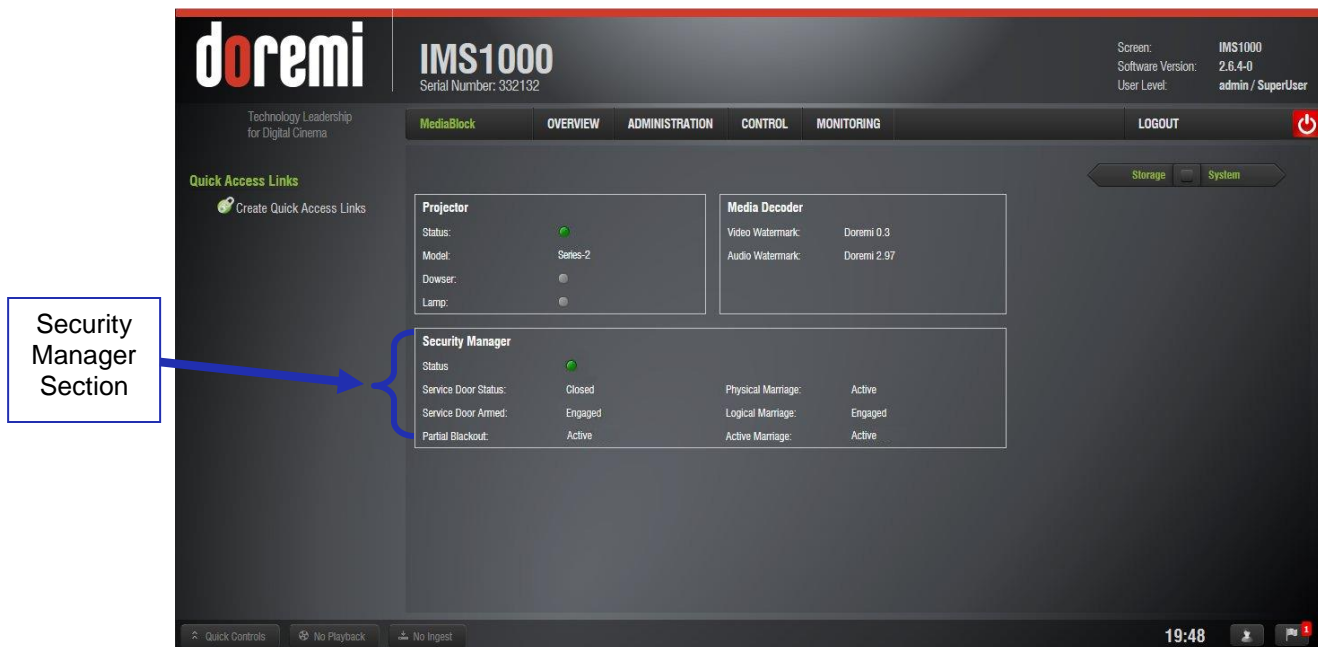 doremi
Technology Leadership
for Digital Cinema
IMS1000
Serial Number: 332132
Screen: IMS1000
Software Version: 2.6.4-0
User Level: admin / SuperUser
MediaBlock OVERVIEW ADMINISTRATION CONTROL MONITORING LOGOUT
Quick Access Links
Create Quick Access Links
Storage System
Projector
Status:
Model: Series-2
Dowser:
Lamp:
Media Decoder
Video Watermark: Doremi 0.3
Audio Watermark: Doremi 2.97
Security
Manager
Section
Security Manager
Status
Service Door Status: Closed Physical Marriage: Active
Service Door Armed: Engaged Logical Marriage: Engaged
Partial Blackout: Active Active Marriage: Active
Quick Controls No Playback No Ingest 19:48 1